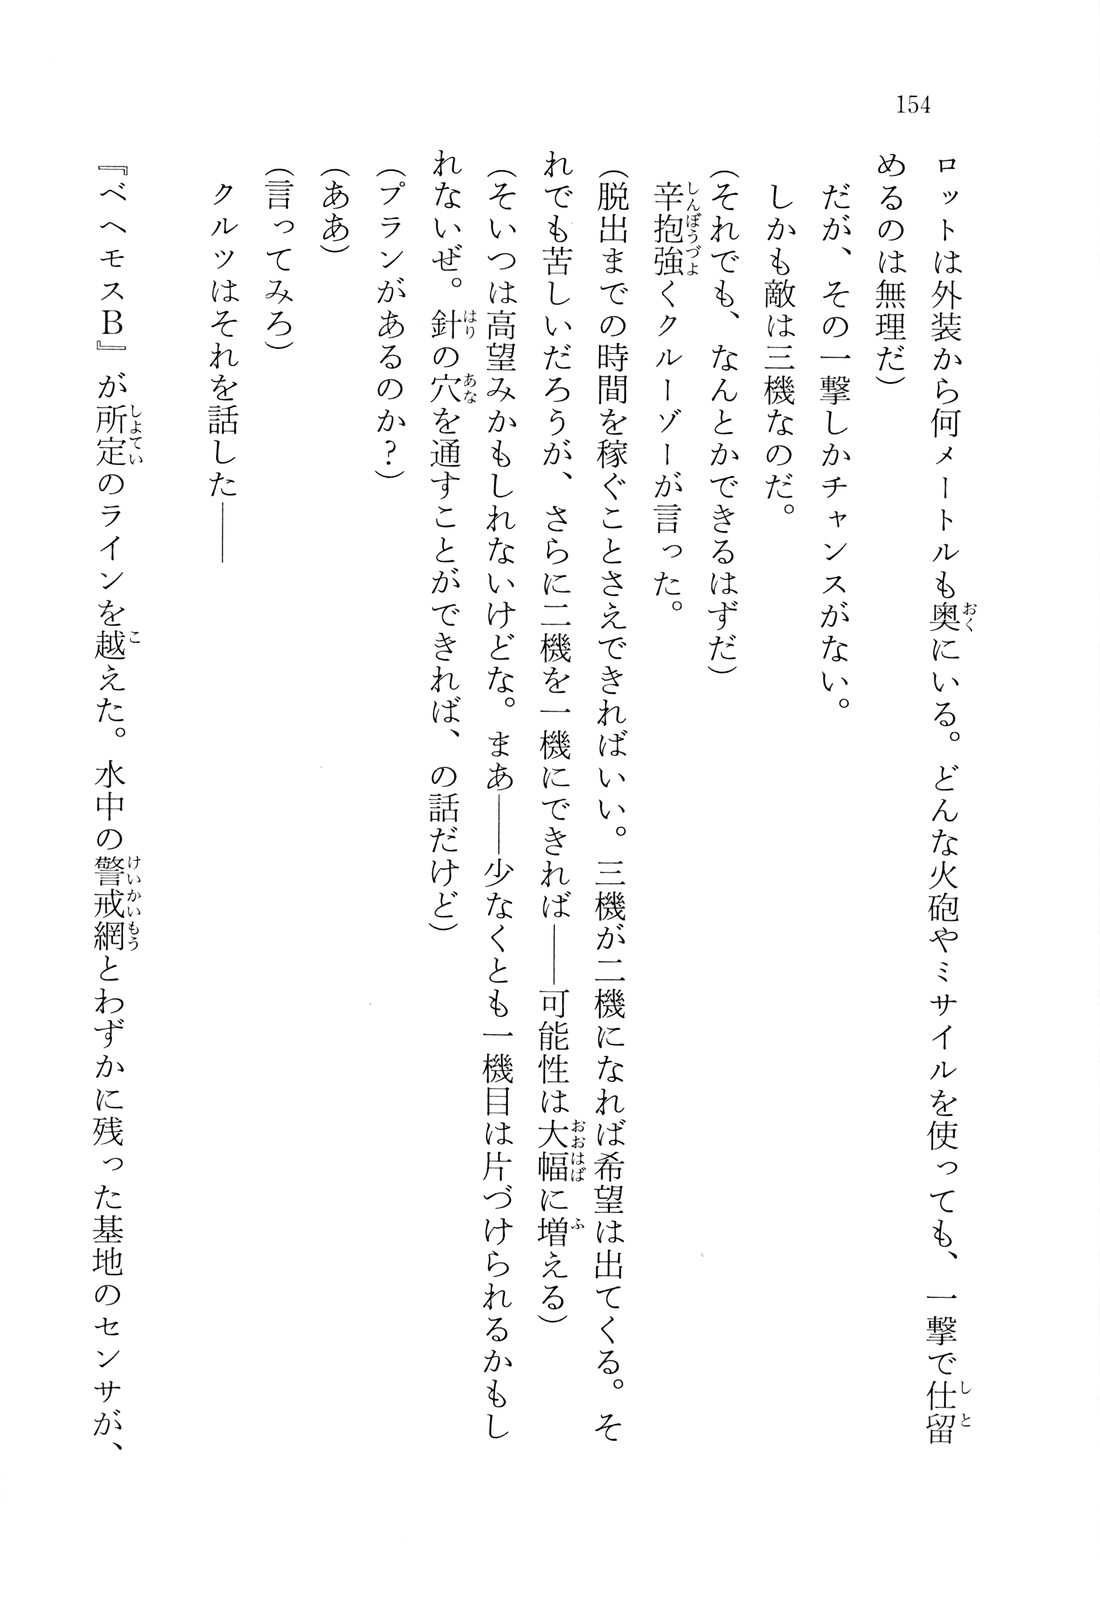 154
ロットは外装から何メートルも奥にいる。どんな火砲やミサイルを使っても、一撃で仕留
めるのは無理だ)
だが、その一撃しかチャンスがない。
しかも敵は三機なのだ。
(それでも、なんとかできるはずだ)
辛抱強くクルーゾーが言った。
(脱出までの時間を稼ぐことさえできればいい。三機が二機になれば希望は出てくる。そ
れでも苦しいだろうが、さらに二機を一機にできれば――可能性は大幅に増える)
(そいつは高望みかもしれないけどな。まあ――少なくとも一機目は片づけられるかもし
れないぜ。針の穴を通すことができれば、の話だけど)
(プランがあるのか?)
(ああ)
(言ってみろ)
クルツはそれを話した――
『ベヘモスB』が所定のラインを越えた。水中の警戒網とわずかに残った基地のセンサが、